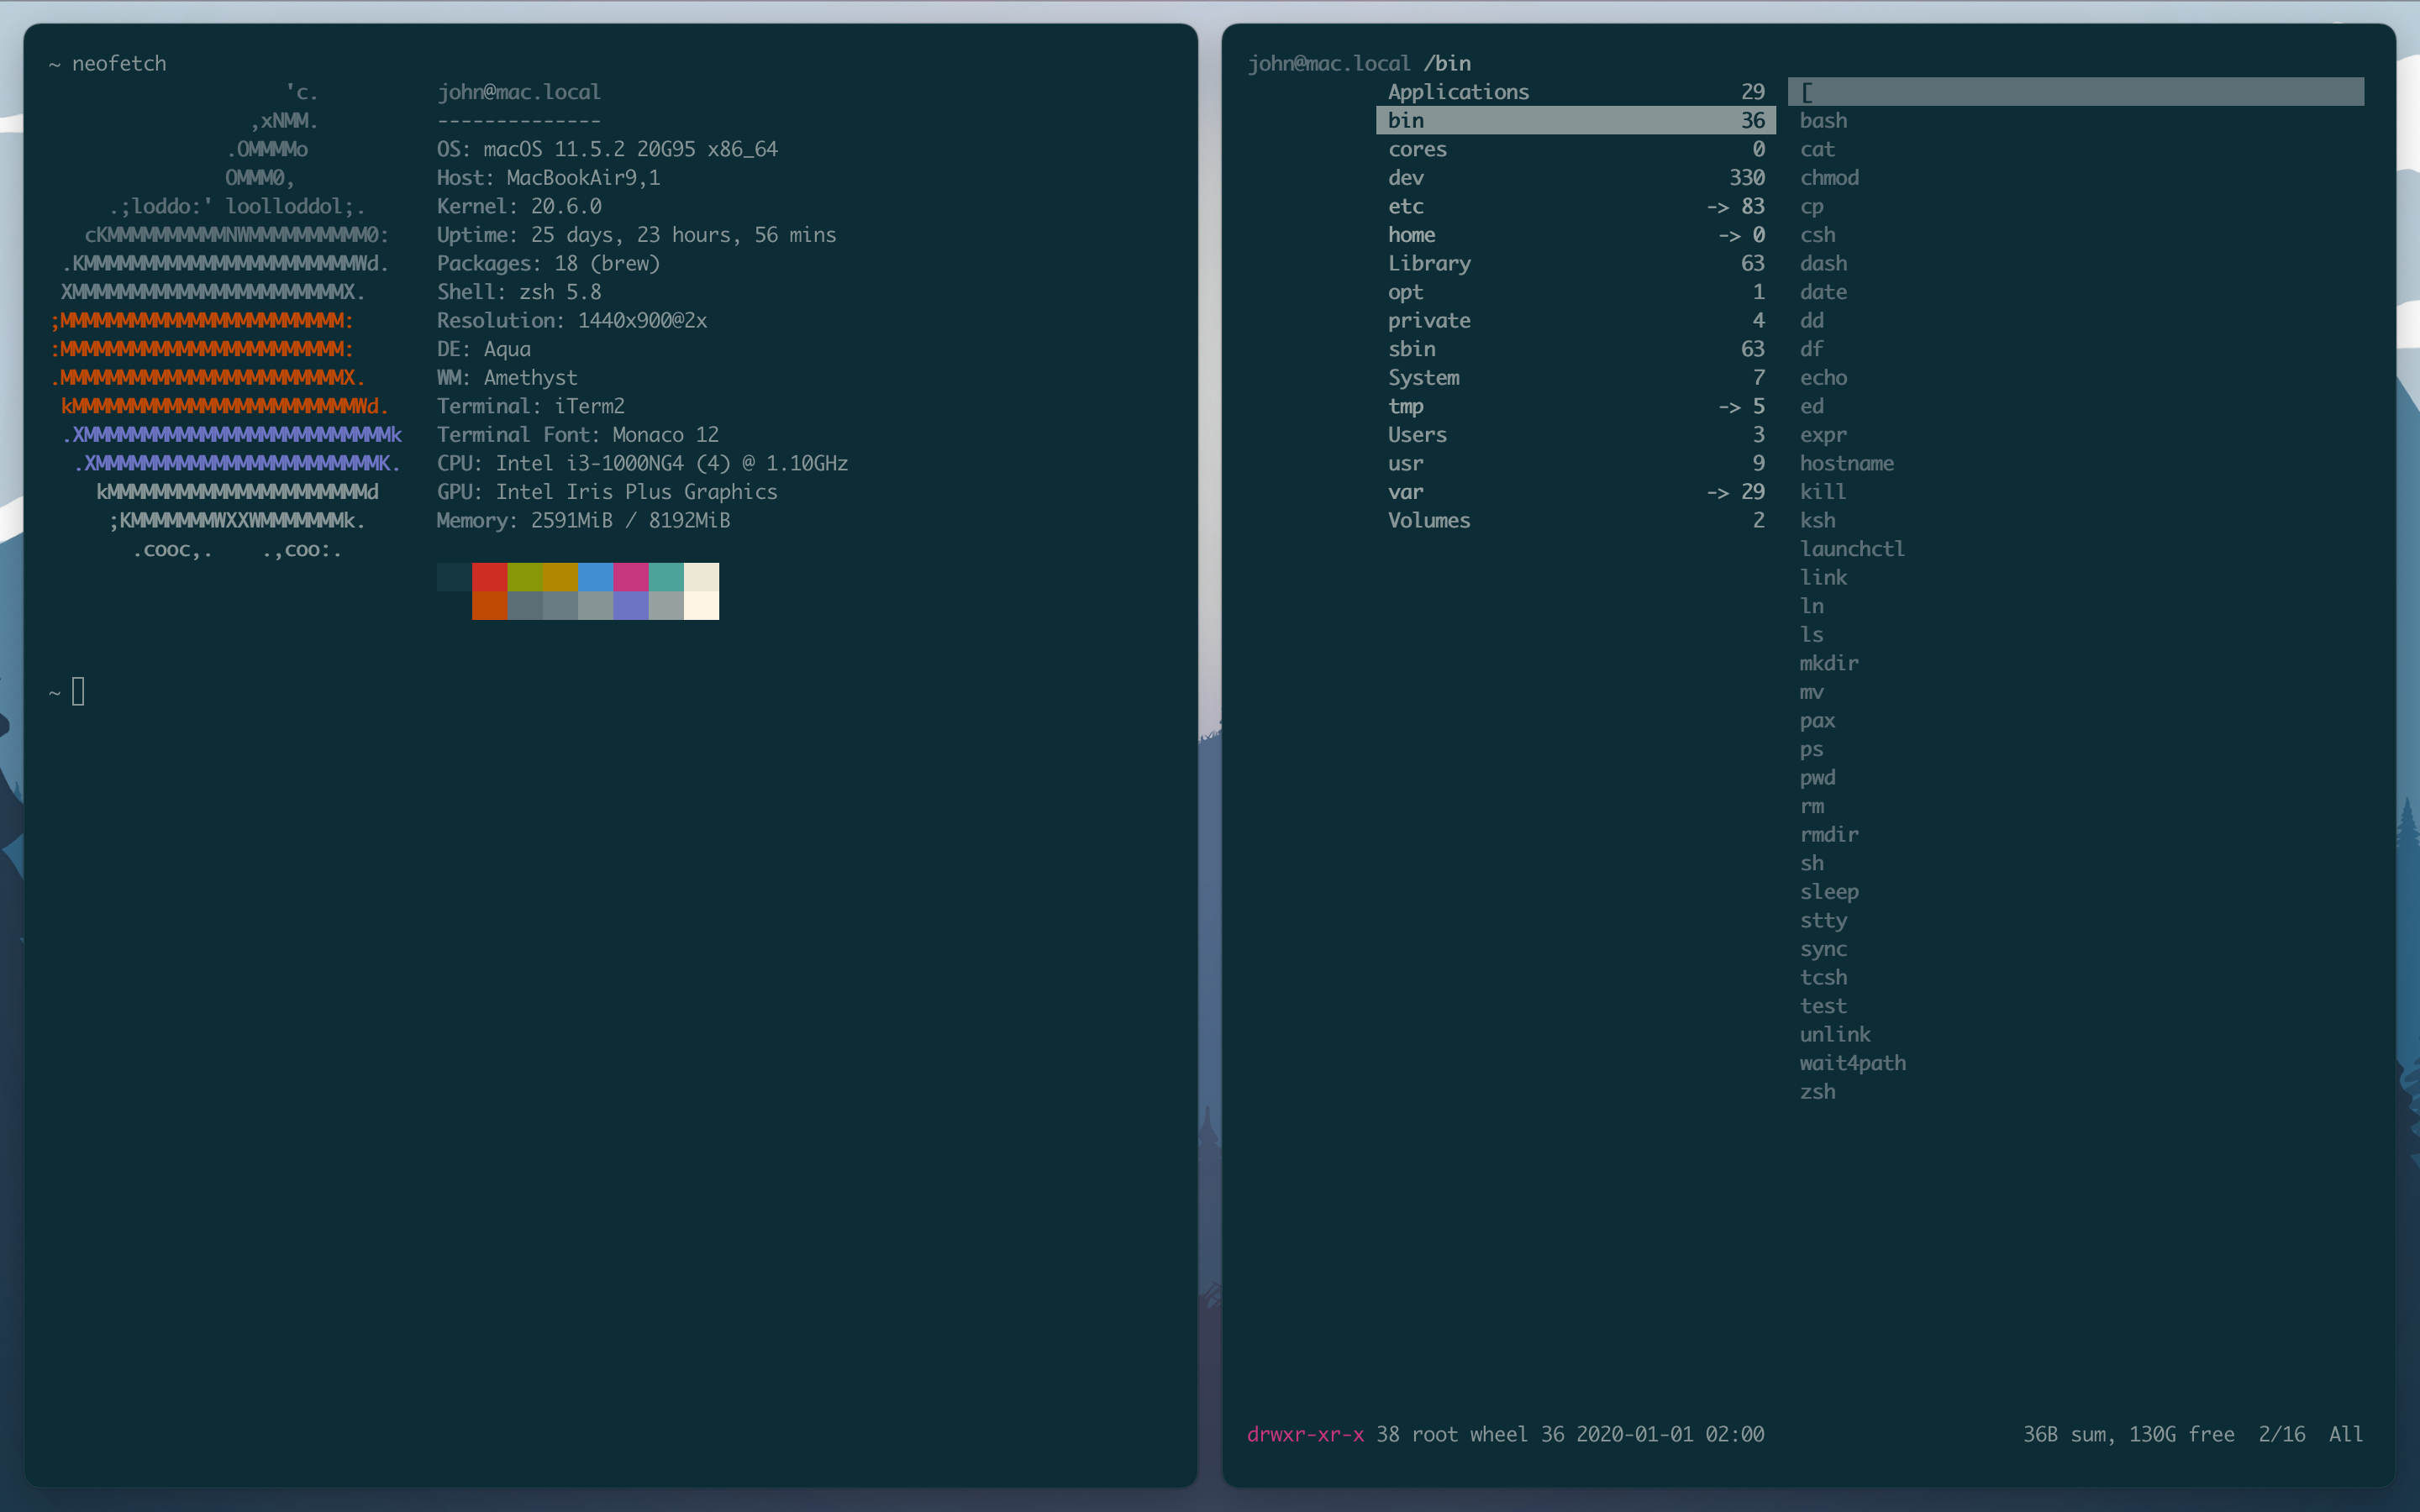 ~ neofetch
'c.
,xNMM.
.OMMMMo
OMMM0,
.;loddo:' loolloddol;.
cKMMMMMMMMMMNWMMMMMMMMMM0:
.KMMMMMMMMMMMMMMMMMMMMMMMWd.
XMMMMMMMMMMMMMMMMMMMMMMMX.
;MMMMMMMMMMMMMMMMMMMMMMMM:
:MMMMMMMMMMMMMMMMMMMMMMMM:
.MMMMMMMMMMMMMMMMMMMMMMMMX.
kMMMMMMMMMMMMMMMMMMMMMMMMWd.
.XMMMMMMMMMMMMMMMMMMMMMMMMMMk
.XMMMMMMMMMMMMMMMMMMMMMMMMK.
kMMMMMMMMMMMMMMMMMMMMMMd
;KMMMMMMMWXXWMMMMMMMk.
.cooc,. .,coo:.
john@mac.local
--------------
OS: macOS 11.5.2 20G95 x86_64
Host: MacBookAir9,1
Kernel: 20.6.0
Uptime: 25 days, 23 hours, 56 mins
Packages: 18 (brew)
Shell: zsh 5.8
Resolution: 1440x900@2x
DE: Aqua
WM: Amethyst
Terminal: iTerm2
Terminal Font: Monaco 12
CPU: Intel i3-1000NG4 (4) @ 1.10GHz
GPU: Intel Iris Plus Graphics
Memory: 2591MiB / 8192MiB
~
john@mac.local /bin
Applications 29
bin 36
cores 0
dev 330
etc -> 83
home -> 0
Library 63
opt 1
private 4
sbin 63
System 7
tmp -> 5
Users 3
usr 9
var -> 29
Volumes 2
[
bash
cat
chmod
cp
csh
dash
date
dd
df
echo
ed
expr
hostname
kill
ksh
launchctl
link
ln
ls
mkdir
mv
pax
ps
pwd
rm
rmdir
sh
sleep
stty
sync
tcsh
test
unlink
wait4path
zsh
drwxr-xr-x 38 root wheel 36 2020-01-01 02:00 36B sum, 130G free 2/16 All